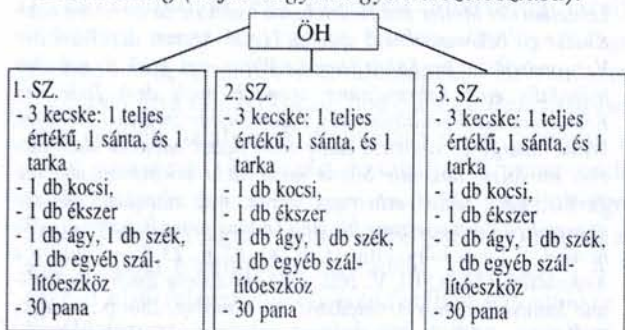 ÖH
1. SZ.
- 3 kecske: 1 teljes
értékű, 1 sánta, és 1
tarka
- 1 db kocsi,
- 1 db ékszer
- 1 db ágy, 1 db szék,
1 db egyéb szál-
lítóeszköz
- 30 pana
2. SZ.
- 3 kecske: 1 teljes
értékű, 1 sánta, és 1
tarka
- 1 db kocsi,
- 1 db ékszer
- 1 db ágy, 1 db szék,
1 db egyéb szál-
lítóeszköz
- 30 pana
3. SZ.
- 3 kecske: 1 teljes
értékű, 1 sánta, és 1
tarka
- 1 db kocsi,
- 1 db ékszer
- 1 db ágy, 1 db szék,
1 db egyéb szál-
lítóeszköz
- 30 pana